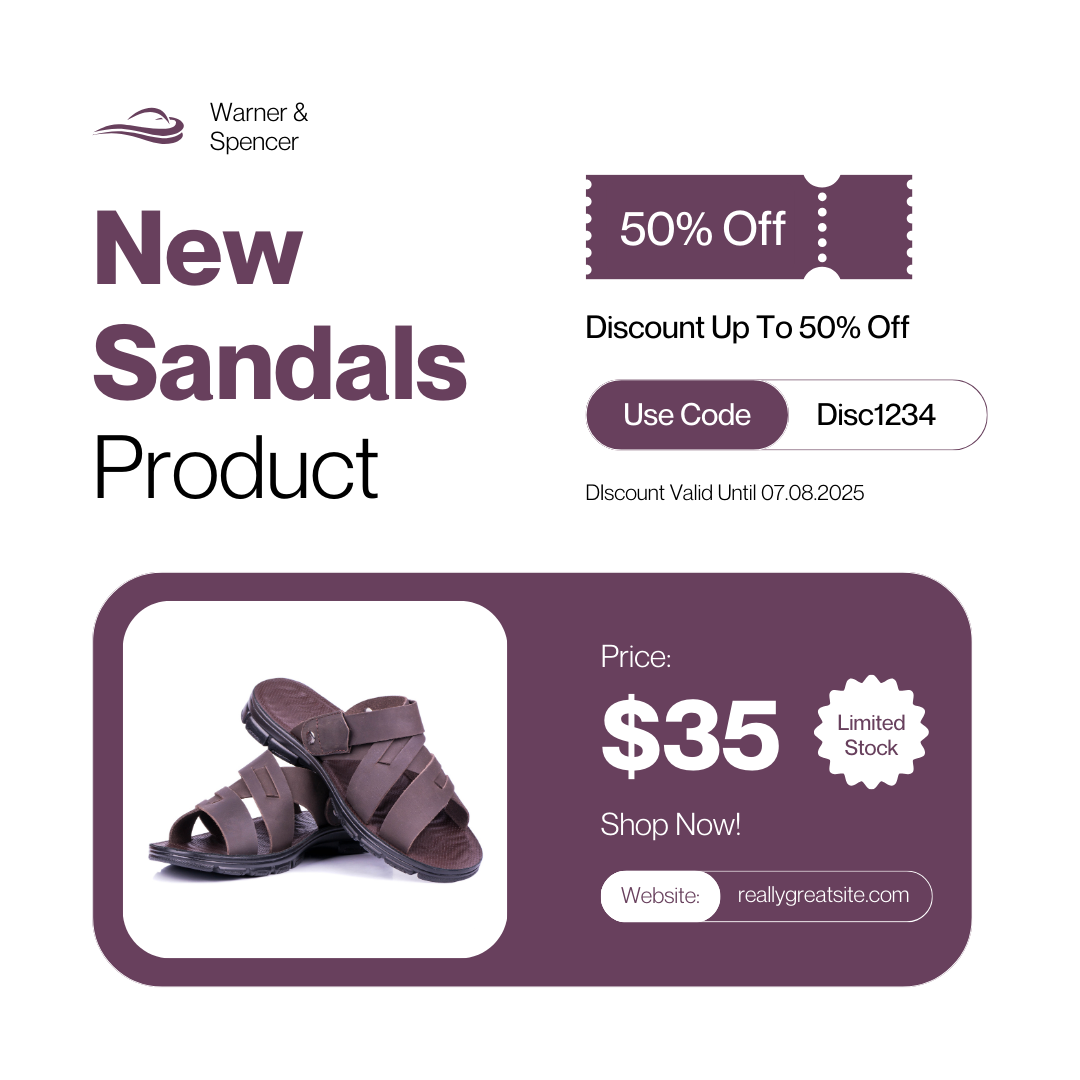 Warner &
Spencer
New
Sandals
Product
50% Off
Discount Up To 50% Off
Use Code
Disc1234
DIscount Valid Until 07.08.2025
Price:
$35
Limited
Stock
Shop Now!
Website:
reallygreatsite.com